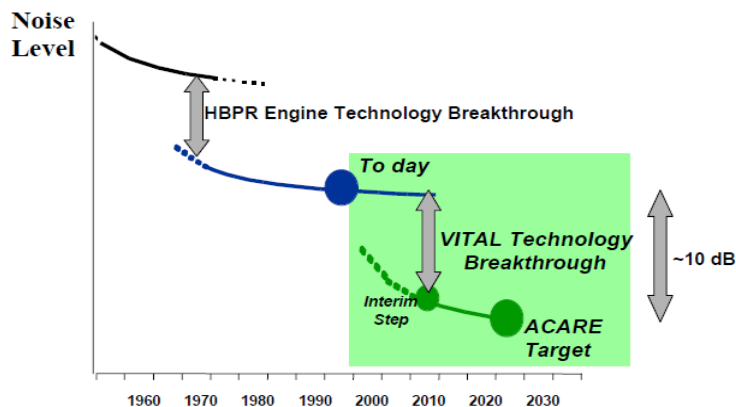 Noise
Level
HBPR Engine Technology Breakthrough
To day
VITAL Technology
Breakthrough
~10 dB
Interim
Step
ACARE
Target
1960 1970 1980 1990 2000 2010 2020 2030